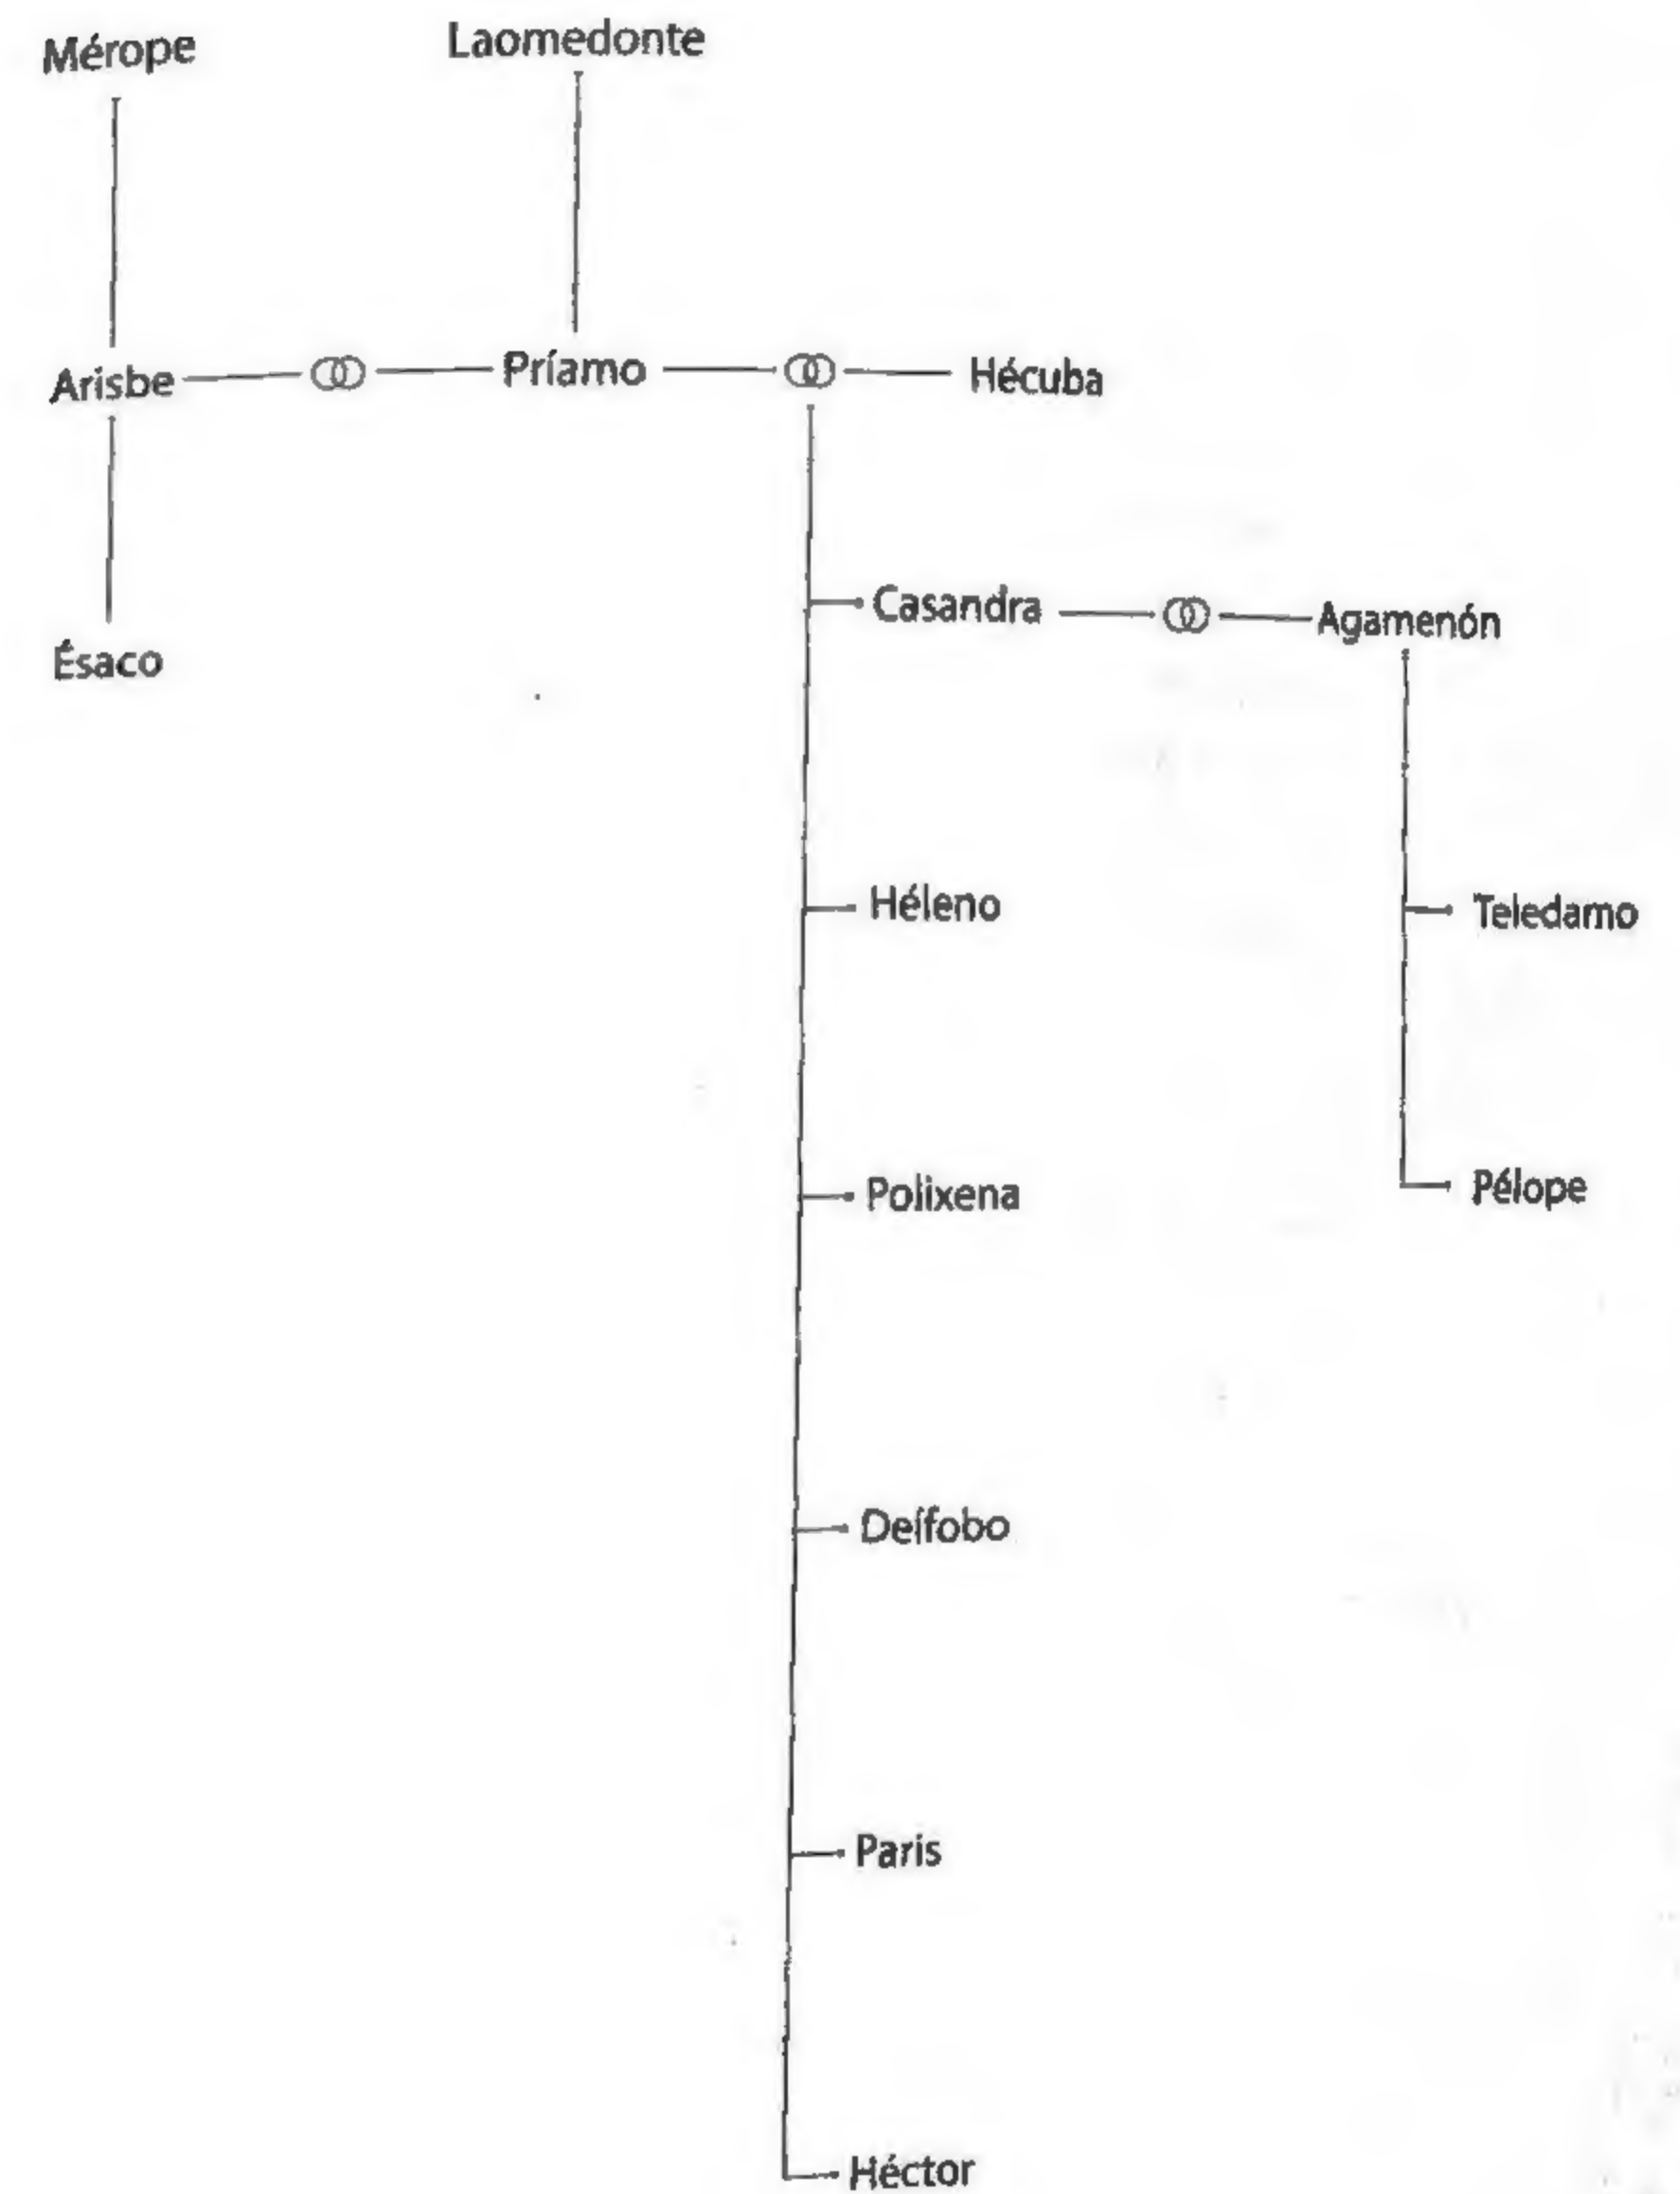 Mérope
Laomedonte
Arisbe
Príamo
Hécuba
Casandra
Agamenón
Ésaco
Héleno
Teledamo
Polixena
Pélope
Deífobo
Paris
Héctor